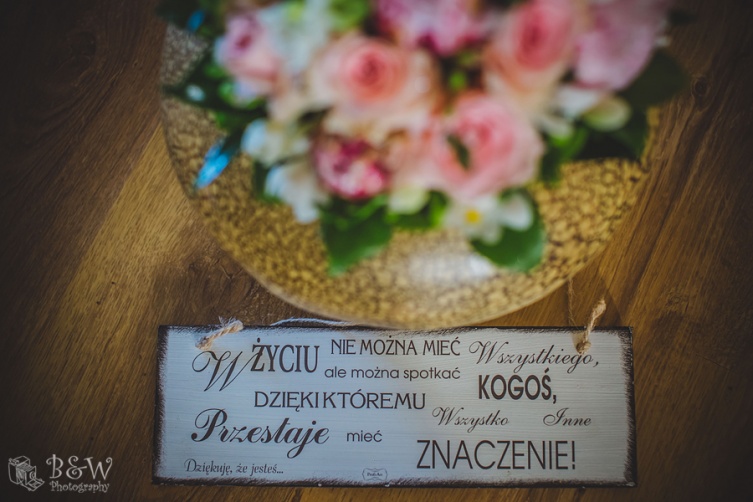 W ŻYCIU NIE MOŻNA MIEĆ Wszystkiego,
ale można spotkać KOGOŚ,
DZIĘKI KTÓREMU Wszystko Inne
Przestaje mieć ZNACZENIE!
Dziękuję, że jesteś...
B&W
Photography